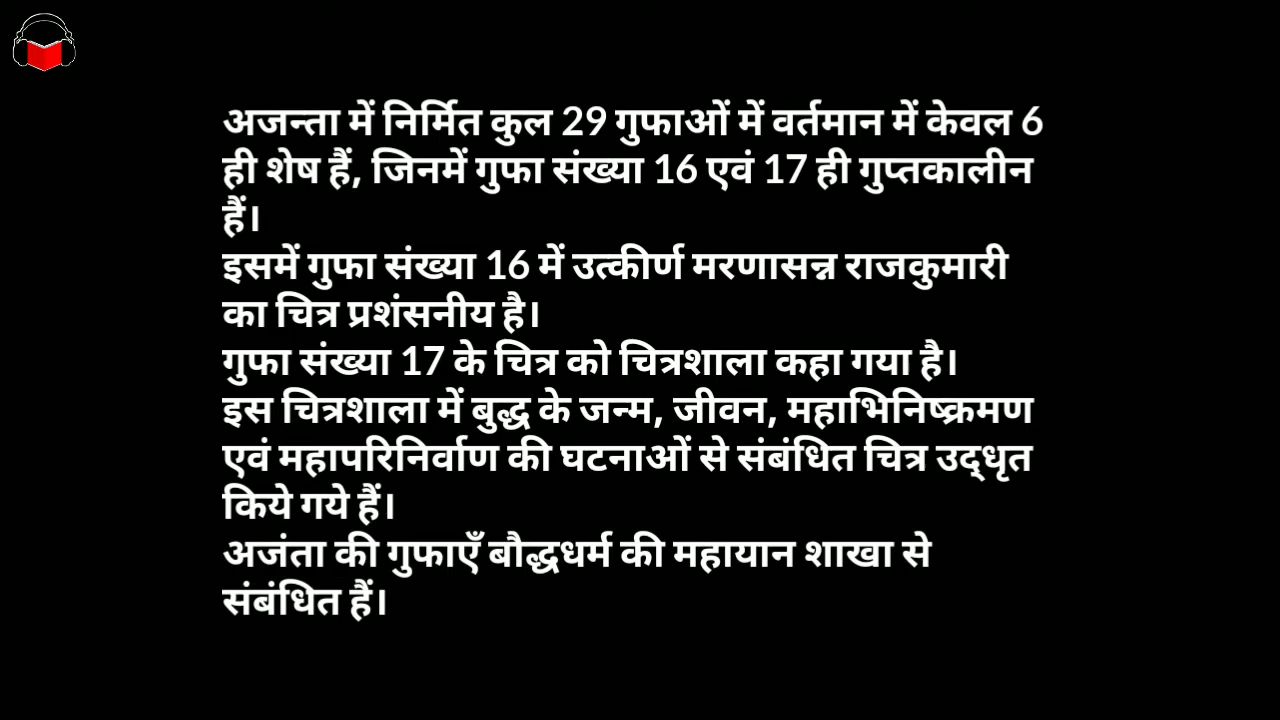 अजन्ता में निर्मित कुल 29 गुफाओं में वर्तमान में केवल 6
ही शेष हैं, जिनमें गुफा संख्या 16 एवं 17 ही गुप्तकालीन
हैं।
इसमें गुफा संख्या 16 में उत्कीर्ण मरणासन्न राजकुमारी
का चित्र प्रशंसनीय है।
गुफा संख्या 17 के चित्र को चित्रशाला कहा गया है।
इस चित्रशाला में बुद्ध के जन्म, जीवन, महाभिनिष्क्रमण
एवं महापरिनिर्वाण की घटनाओं से संबंधित चित्र उद्धृत
किये गये हैं।
अजंता की गुफाएँ बौद्धधर्म की महायान शाखा से
संबंधित हैं।